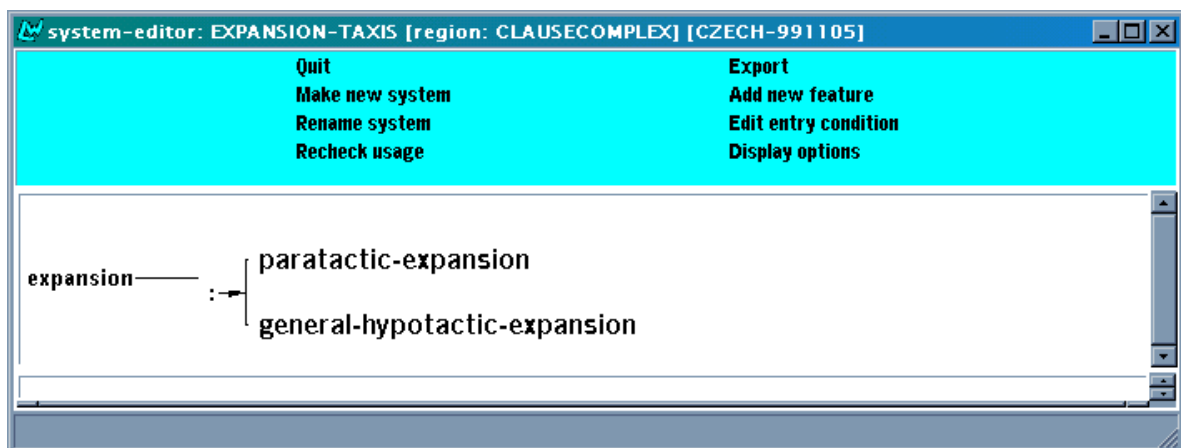 system-editor: EXPANSION-TAXIS [region: CLAUSECOMPLEX] [CZECH-991105]
Quit Export
Make new system Add new feature
Rename system Edit entry condition
Recheck usage Display options
paratactic-expansion
expansion :
general-hypotactic-expansion